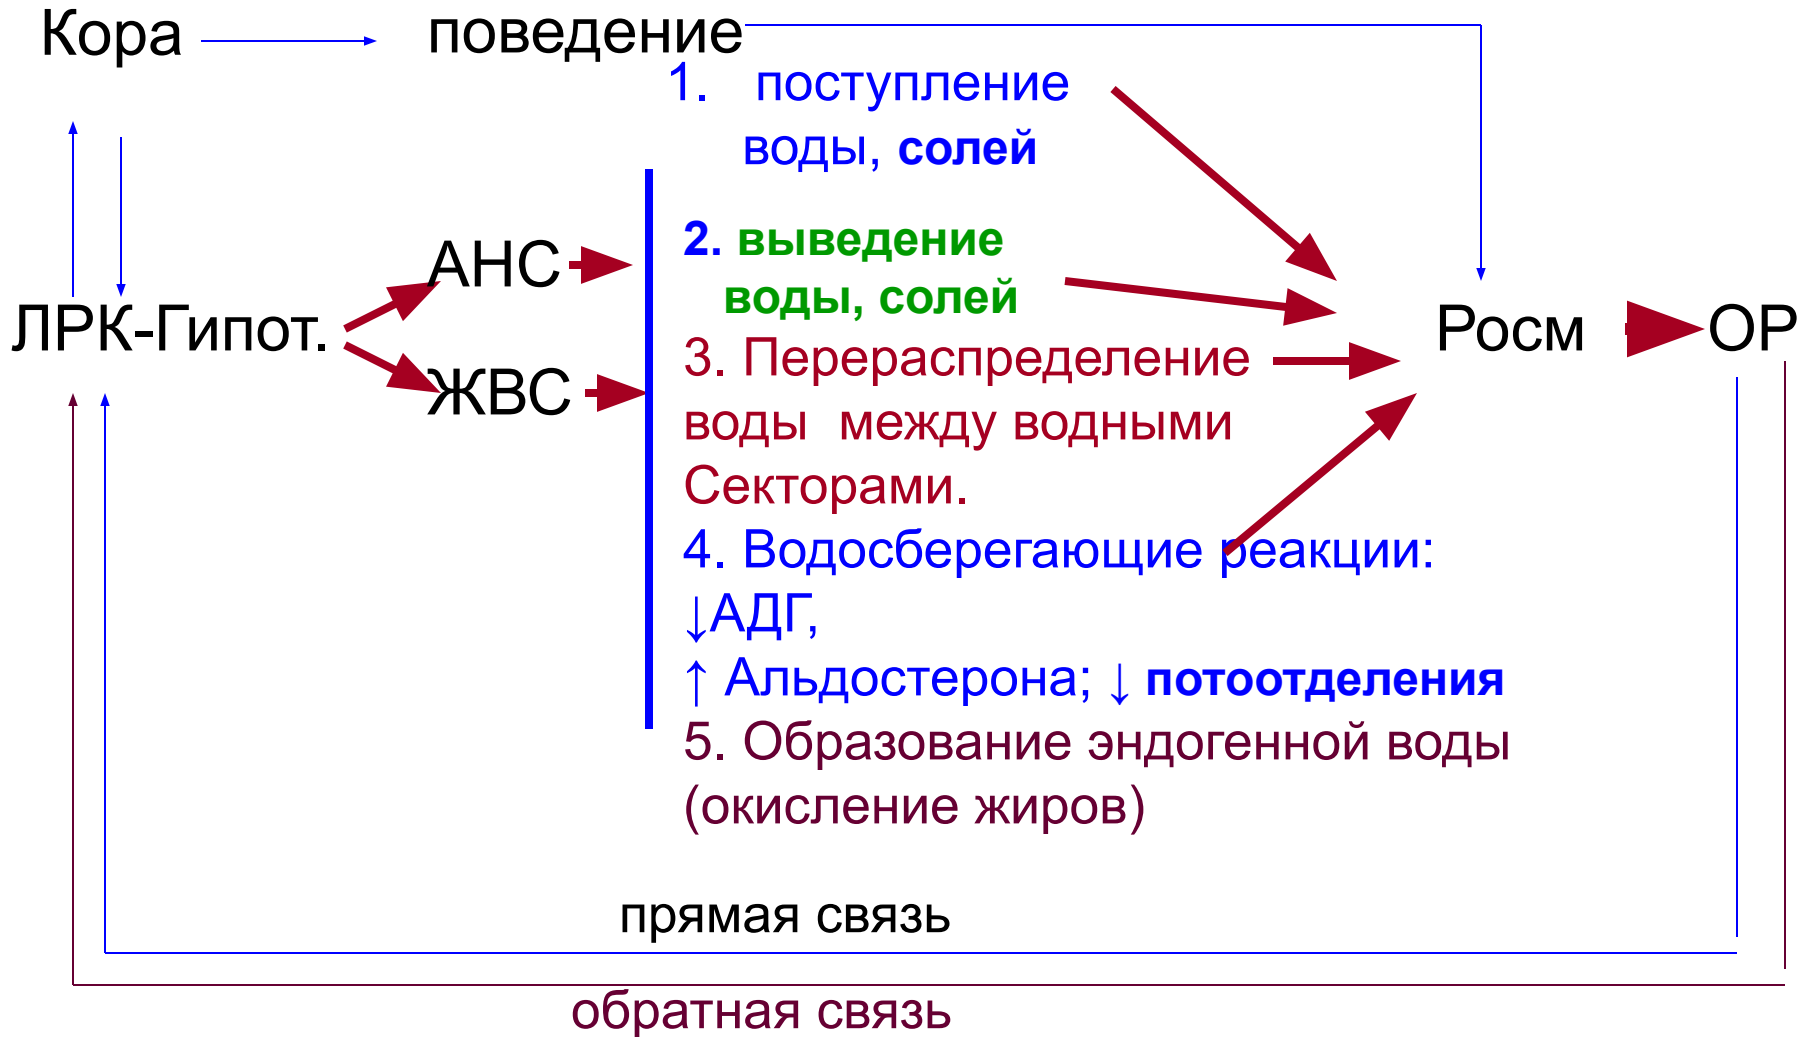 Кора поведение
1. поступление
воды, солей
2. выведение
воды, солей
АНС
ЛРК-Гипот.
ЖВС
Росм ОР
3. Перераспределение
воды между водными
Секторами.
4. Водосберегающие реакции:
↓АДГ,
↑ Альдостерона; ↓ потоотделения
5. Образование эндогенной воды
(окисление жиров)
прямая связь
обратная связь